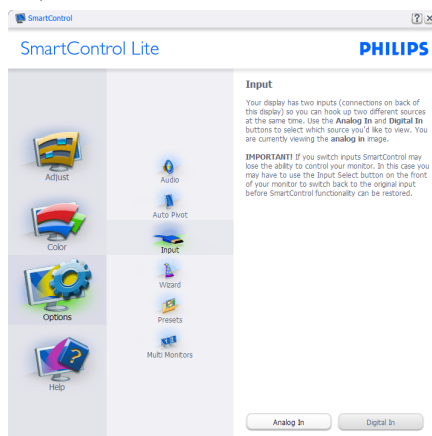 SmartControl
?
SmartControl Lite
PHILIPS
Adjust
Color
Options
Help
Audio
Auto Pivot
Input
Wizard
Presets
Multi Monitors
Input
Your display has two inputs (connections on back of
this display) so you can hook up two different sources
at the same time. Use the Analog In and Digital In
buttons to select which source you'd like to view. You
are currently viewing the analog in image.
IMPORTANT! If you switch inputs SmartControl may
lose the ability to control your monitor. In this case you
may have to use the Input Select button on the front
of your monitor to switch back to the original input
before SmartControl functionality can be restored.
Analog In
Digital In